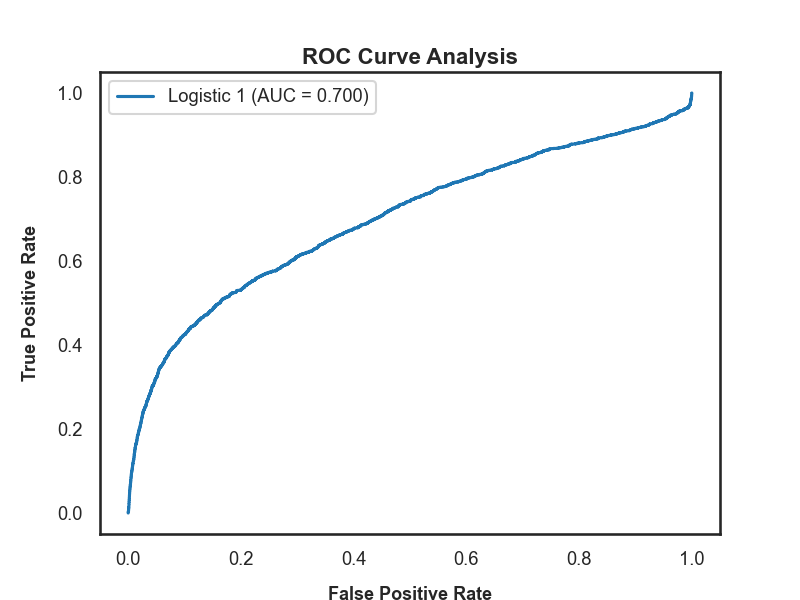 ROC Curve Analysis
Logistic 1 (AUC = 0.700)
1.0
0.8
0.6
0.4
0.2
0.0
True Positive Rate
0.0 0.2 0.4 0.6 0.8 1.0
False Positive Rate